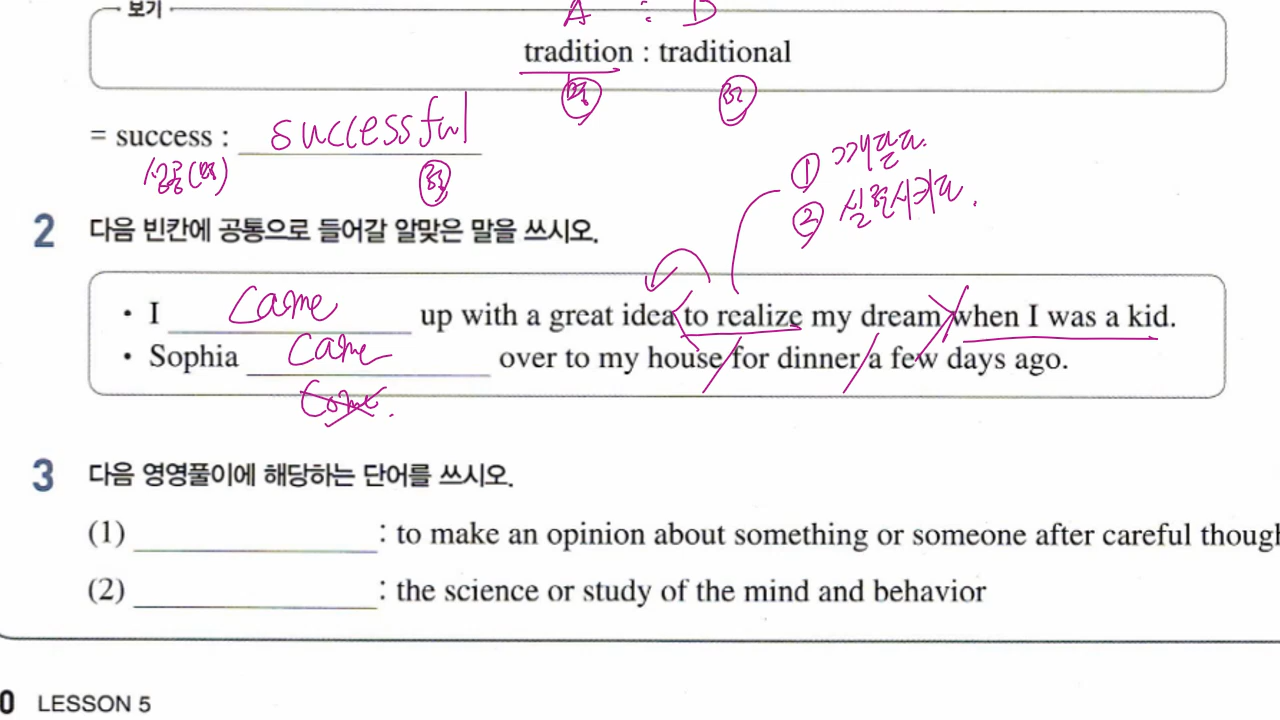 보기
A : B
tradition : traditional
명 형
= success : successful
성공(명) 형
① 깨닫다.
② 실현시키다.
2 다음 빈칸에 공통으로 들어갈 알맞은 말을 쓰시오.
• I came up with a great idea to realize my dream when I was a kid.
• Sophia came over to my house for dinner a few days ago.
come.
3 다음 영영풀이에 해당하는 단어를 쓰시오.
(1) : to make an opinion about something or someone after careful though
(2) : the science or study of the mind and behavior
0 LESSON 5